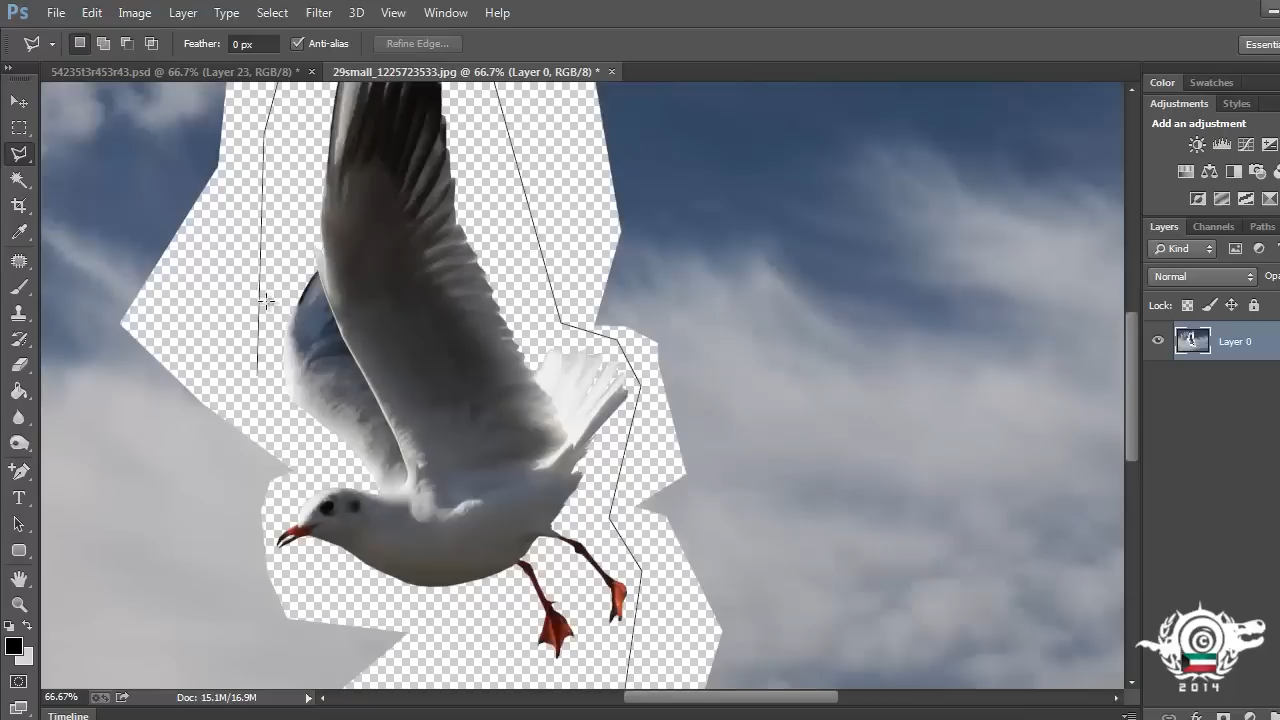 Ps File Edit Image Layer Type Select Filter 3D View Window Help
Feather: 0 px Anti-alias Refine Edge... Essenti
54235t3r453r43.psd @ 66.7% (Layer 23, RGB/8) * × 29small_1225723533.jpg @ 66.7% (Layer 0, RGB/8) * ×
Color Swatches
Adjustments Styles
Add an adjustment
Layers Channels Paths
Kind
Normal Opa
Lock:
Layer 0
T
©
2014
66.67% Doc: 15.1M/16.9M
Timeline
fx